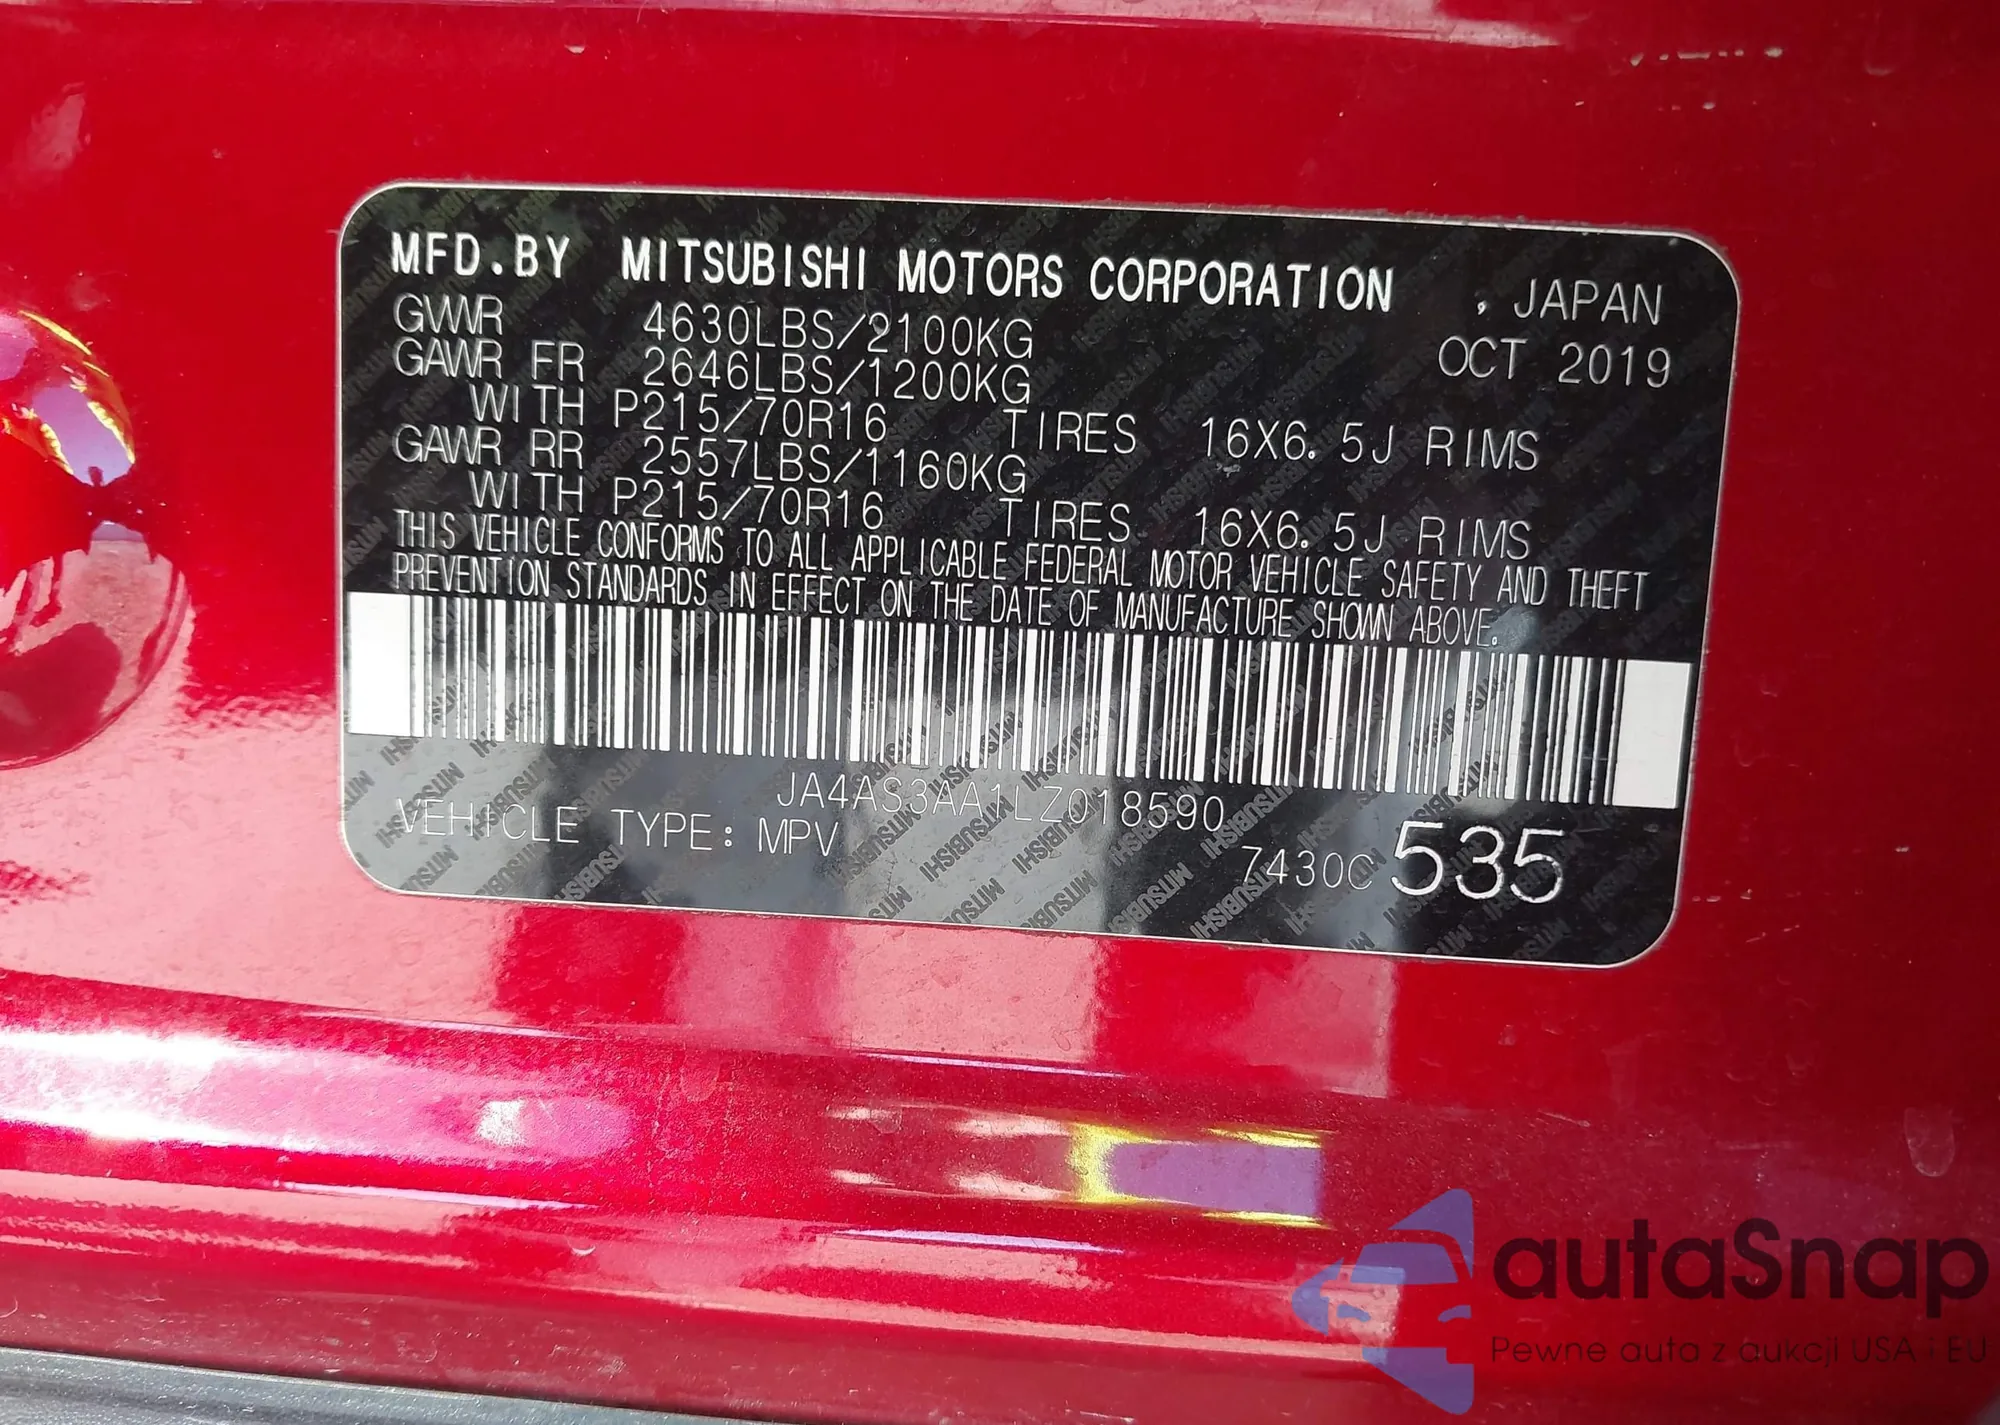 MFD.BY MITSUBISHI MOTORS CORPORATION , JAPAN
GVWR 4630LBS/2100KG OCT 2019
GAWR FR 2646LBS/1200KG
WITH P215/70R16 TIRES 16X6.5J RIMS
GAWR RR 2557LBS/1160KG
WITH P215/70R16 TIRES 16X6.5J RIMS
THIS VEHICLE CONFORMS TO ALL APPLICABLE FEDERAL MOTOR VEHICLE SAFETY AND THEFT
PREVENTION STANDARDS IN EFFECT ON THE DATE OF MANUFACTURE SHOWN ABOVE.
JA4AS3AA1LZ018590
VEHICLE TYPE: MPV 7430C 535
autaSnap
Pewne auta z aukcji USA i EU